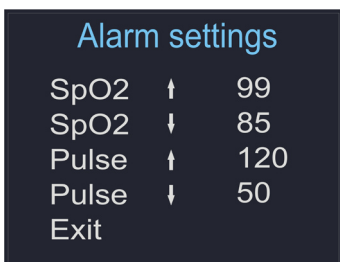 Alarm settings
SpO2 ⬆ 99
SpO2 ⬇ 85
Pulse ⬆ 120
Pulse ⬇ 50
Exit